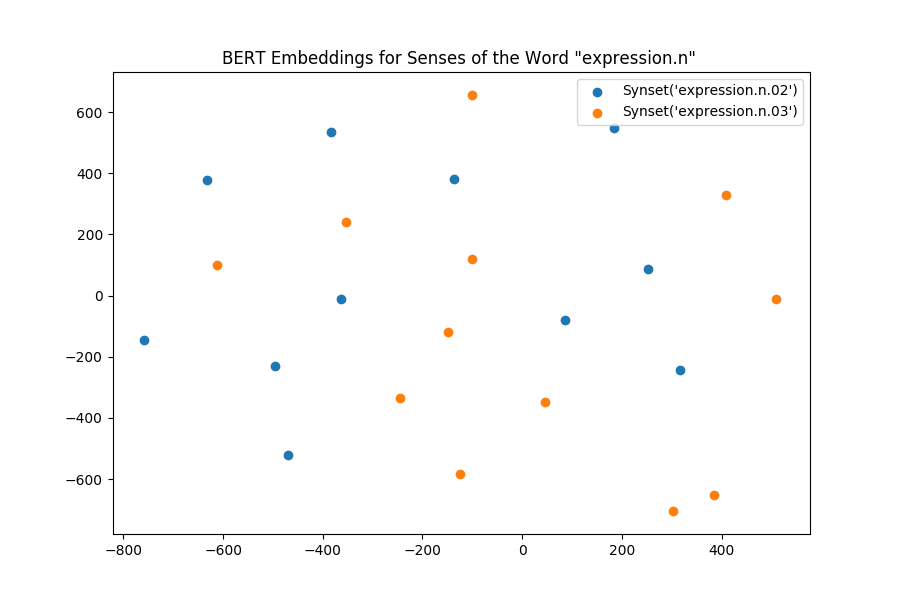 BERT Embeddings for Senses of the Word "expression.n"
Synset('expression.n.02')
Synset('expression.n.03')
600
400
200
0
−200
−400
−600
−800 −600 −400 −200 0 200 400